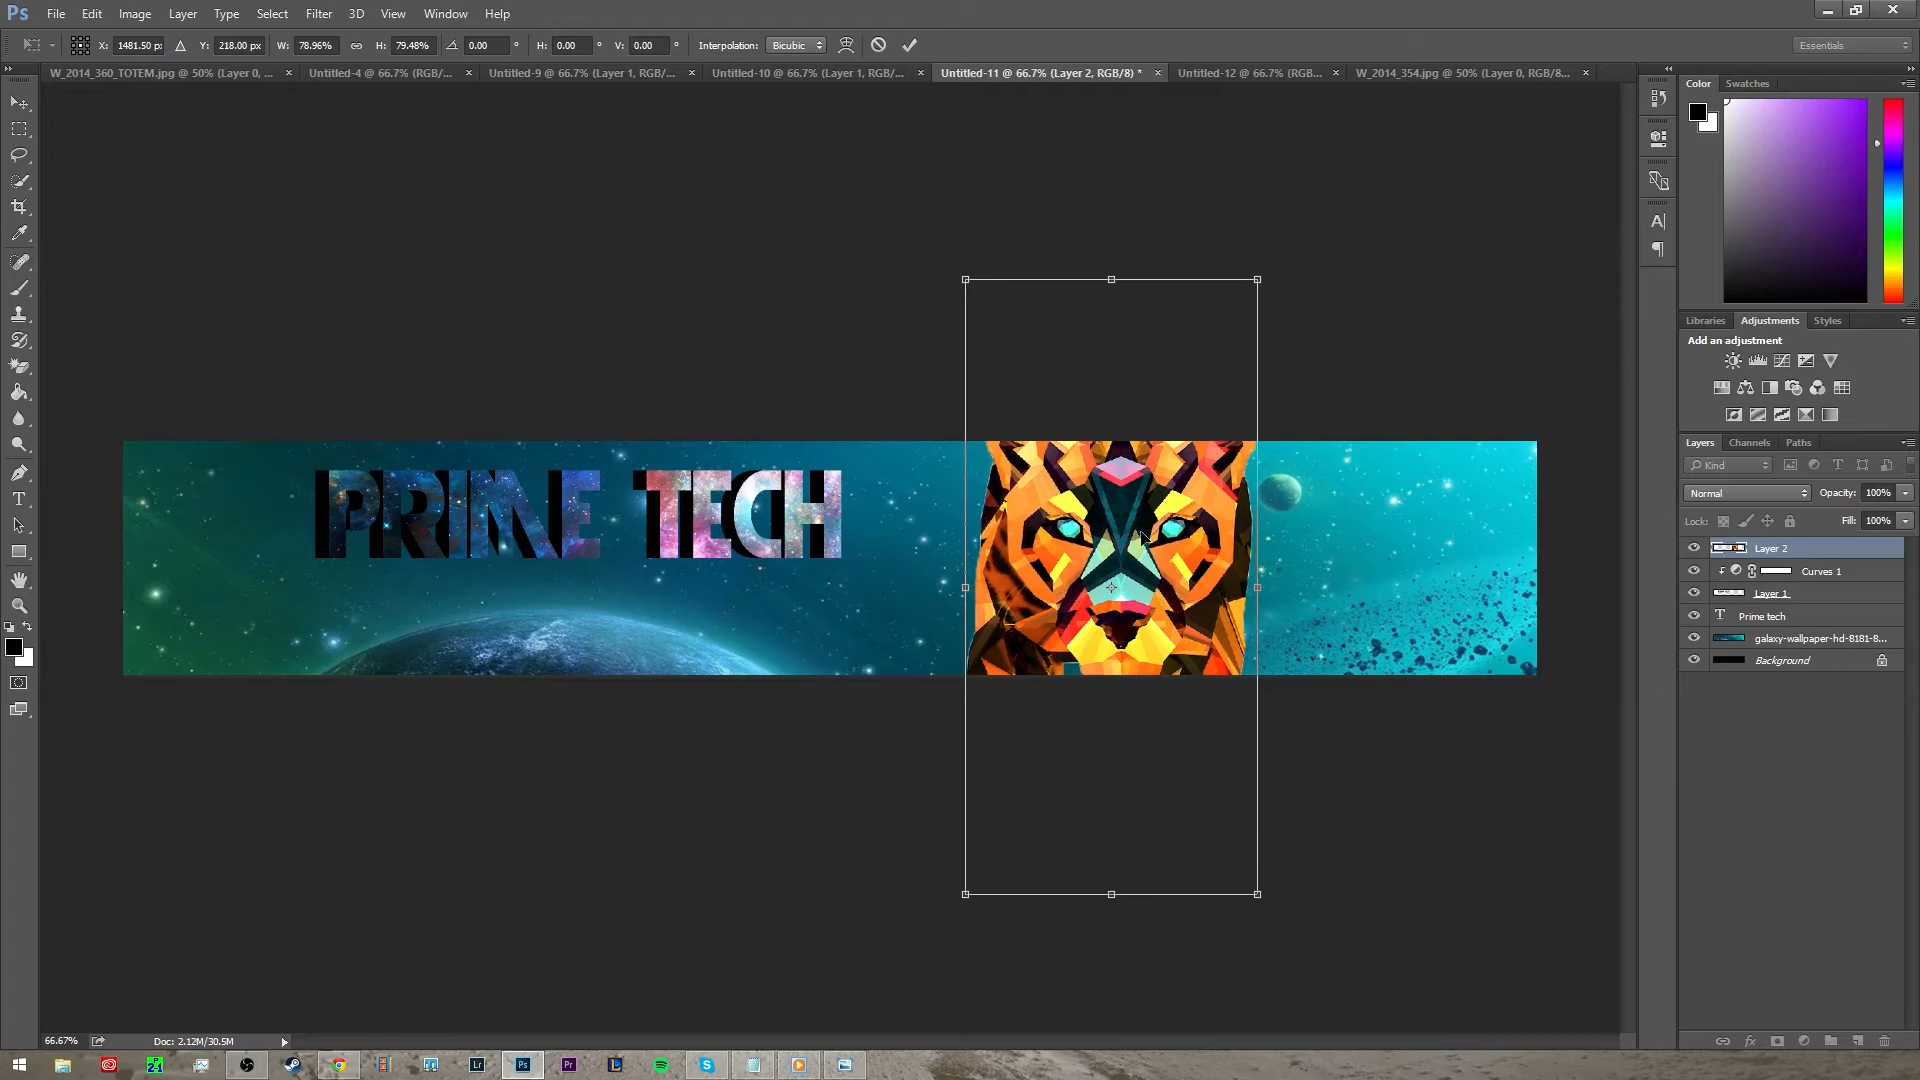 Ps File Edit Image Layer Type Select Filter 3D View Window Help
X: 1481.50 px Y: 218.00 px W: 78.96% H: 79.48% 0.00 ° H: 0.00 ° V: 0.00 ° Interpolation: Bicubic Essentials
W_2014_360_TOTEM.jpg @ 50% (Layer 0, ... Untitled-4 @ 66.7% (RGB/... Untitled-9 @ 66.7% (Layer 1, RGB/... Untitled-10 @ 66.7% (Layer 1, RGB/... Untitled-11 @ 66.7% (Layer 2, RGB/8) * Untitled-12 @ 66.7% (RGB... W_2014_354.jpg @ 50% (Layer 0, RGB/8...
Color Swatches
Libraries Adjustments Styles
Add an adjustment
Layers Channels Paths
Kind
Normal Opacity: 100%
Lock: Fill: 100%
Layer 2
Curves 1
Layer 1
Prime tech
galaxy-wallpaper-hd-8181-8...
Background
PRIME TECH
66.67% Doc: 2.12M/30.5M
Lr Ps Pr